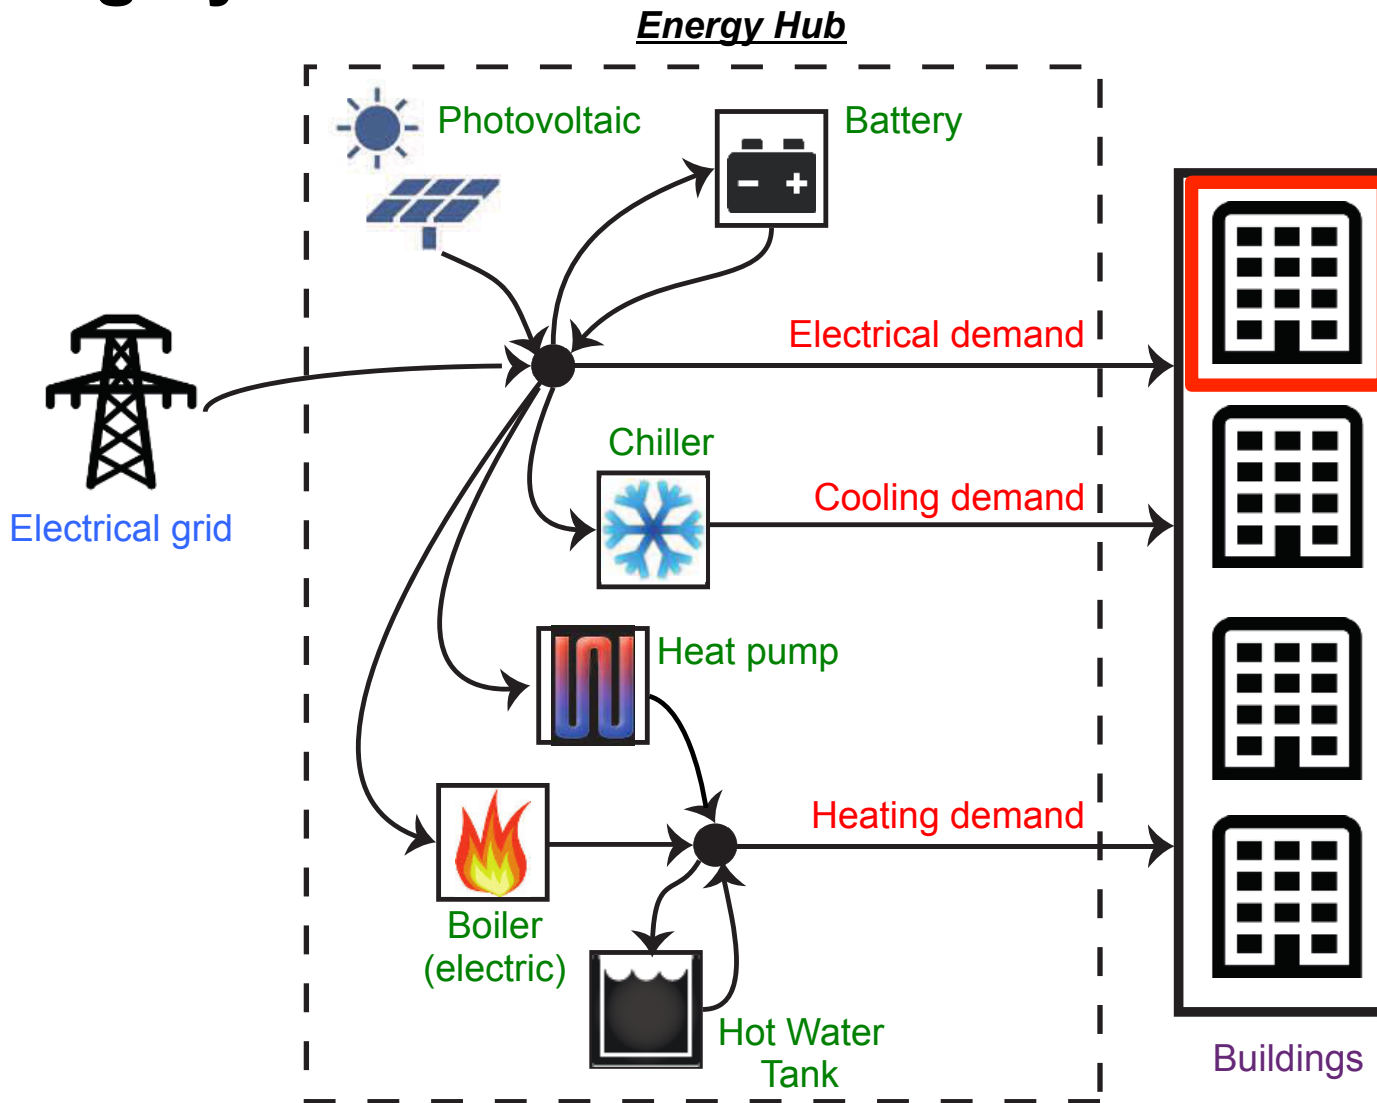 Energy Hub
Photovoltaic
Battery
Electrical demand
Chiller
Cooling demand
Electrical grid
Heat pump
Heating demand
Boiler
(electric)
Hot Water
Tank
Buildings